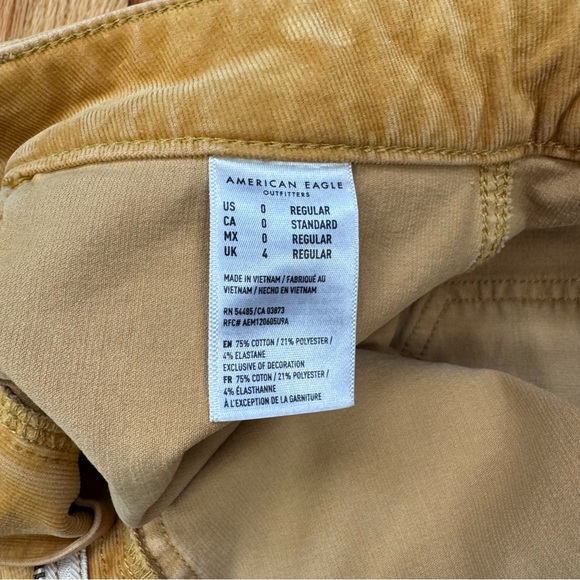 AMERICAN EAGLE
OUTFITTERS
US 0 REGULAR
CA 0 STANDARD
MX 0 REGULAR
UK 4 REGULAR
MADE IN VIETNAM / FABRIQUÉ AU
VIETNAM / HECHO EN VIETNAM
RN 54485/CA 03873
RFC# AEM120605U9A
EN 75% COTTON / 21% POLYESTER /
4% ELASTANE
EXCLUSIVE OF DECORATION
FR 75% COTON / 21% POLYESTER /
4% ÉLASTHANNE
À L'EXCEPTION DE LA GARNITURE